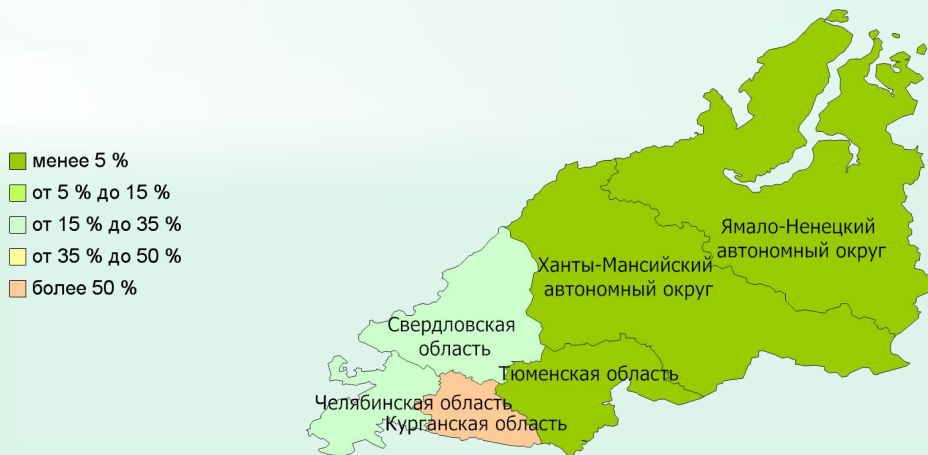 менее 5 %
от 5 % до 15 %
от 15 % до 35 %
от 35 % до 50 %
более 50 %
Ямало-Ненецкий
автономный округ
Ханты-Мансийский
автономный округ
Свердловская
область
Тюменская область
Челябинская область
Курганская область